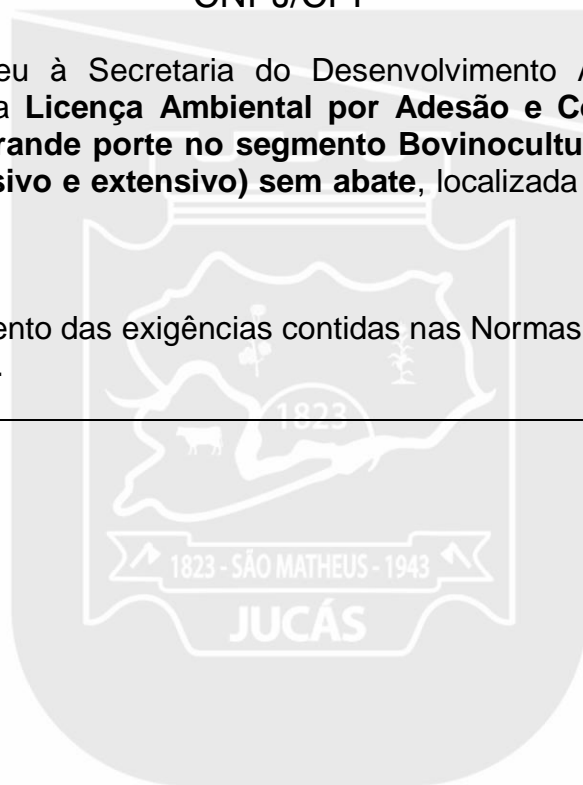 CNPJ/CPF
eu à Secretaria do Desenvolvimento A
a Licença Ambiental por Adesão e Co
rande porte no segmento Bovinocultu
sivo e extensivo) sem abate, localizada
ento das exigências contidas nas Normas
.
1823
1823 - SÃO MATHEUS - 1943
JUCÁS